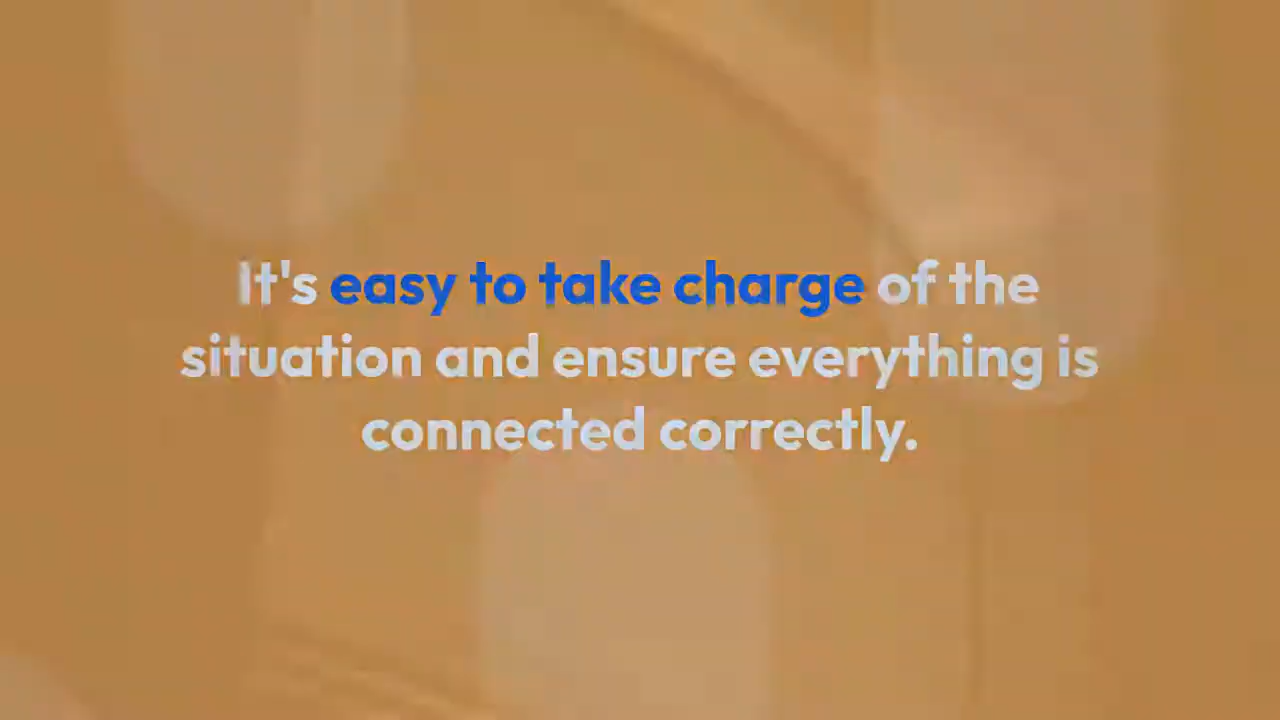 It's easy to take charge of the
situation and ensure everything is
connected correctly.